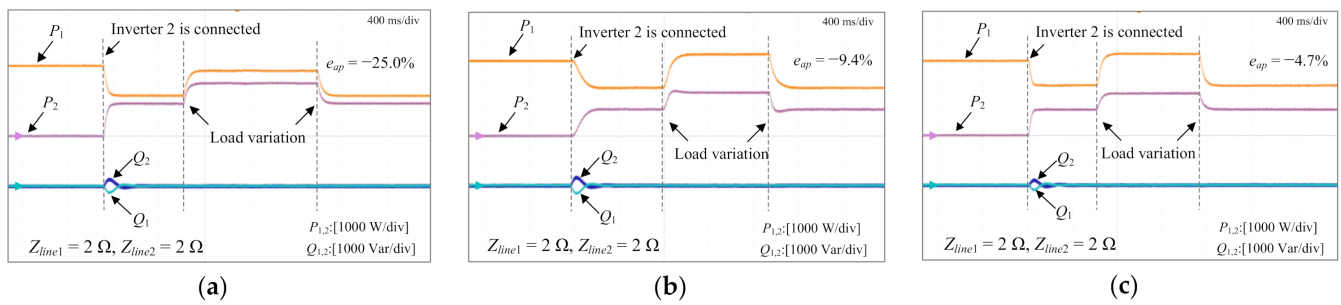 400 ms/div
P1
Inverter 2 is connected
eap = −25.0%
P2
Load variation
Q2
Q1
P1,2:[1000 W/div]
Zline1 = 2 Ω, Zline2 = 2 Ω
Q1,2:[1000 Var/div]
(a)
400 ms/div
P1
Inverter 2 is connected
eap = −9.4%
P2
Load variation
Q2
Q1
P1,2:[1000 W/div]
Zline1 = 2 Ω, Zline2 = 2 Ω
Q1,2:[1000 Var/div]
(b)
400 ms/div
P1
Inverter 2 is connected
eap = −4.7%
P2
Load variation
Q2
Q1
P1,2:[1000 W/div]
Zline1 = 2 Ω, Zline2 = 2 Ω
Q1,2:[1000 Var/div]
(c)